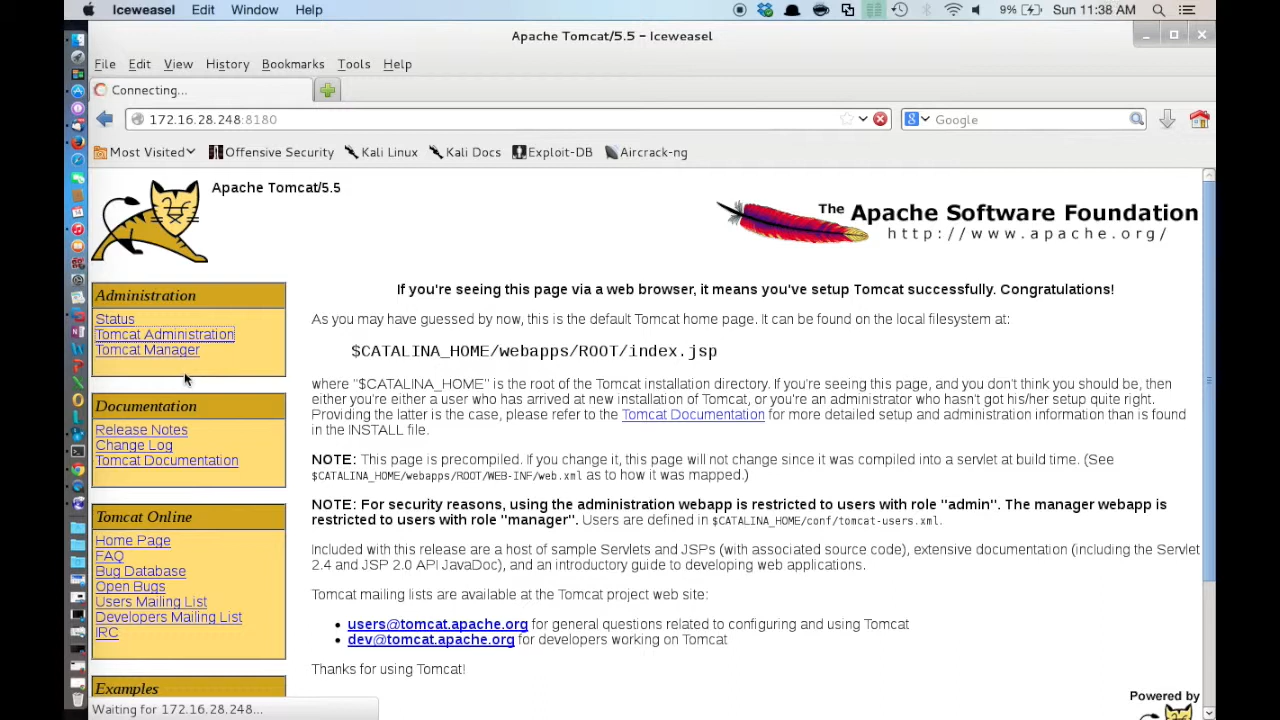 Iceweasel Edit Window Help 9% Sun 11:38 AM
Apache Tomcat/5.5 - Iceweasel
File Edit View History Bookmarks Tools Help
Connecting...
172.16.28.248:8180 Google
Most Visited Offensive Security Kali Linux Kali Docs Exploit-DB Aircrack-ng
Apache Tomcat/5.5
The Apache Software Foundation
http://www.apache.org/
Administration
Status
Tomcat Administration
Tomcat Manager
Documentation
Release Notes
Change Log
Tomcat Documentation
Tomcat Online
Home Page
FAQ
Bug Database
Open Bugs
Users Mailing List
Developers Mailing List
IRC
Examples
If you're seeing this page via a web browser, it means you've setup Tomcat successfully. Congratulations!
As you may have guessed by now, this is the default Tomcat home page. It can be found on the local filesystem at:
$CATALINA_HOME/webapps/ROOT/index.jsp
where "$CATALINA_HOME" is the root of the Tomcat installation directory. If you're seeing this page, and you don't think you should be, then
either you're either a user who has arrived at new installation of Tomcat, or you're an administrator who hasn't got his/her setup quite right.
Providing the latter is the case, please refer to the Tomcat Documentation for more detailed setup and administration information than is found
in the INSTALL file.
NOTE: This page is precompiled. If you change it, this page will not change since it was compiled into a servlet at build time. (See
$CATALINA_HOME/webapps/ROOT/WEB-INF/web.xml as to how it was mapped.)
NOTE: For security reasons, using the administration webapp is restricted to users with role "admin". The manager webapp is
restricted to users with role "manager". Users are defined in $CATALINA_HOME/conf/tomcat-users.xml.
Included with this release are a host of sample Servlets and JSPs (with associated source code), extensive documentation (including the Servlet
2.4 and JSP 2.0 API JavaDoc), and an introductory guide to developing web applications.
Tomcat mailing lists are available at the Tomcat project web site:
• users@tomcat.apache.org for general questions related to configuring and using Tomcat
• dev@tomcat.apache.org for developers working on Tomcat
Thanks for using Tomcat!
Powered by
Waiting for 172.16.28.248...